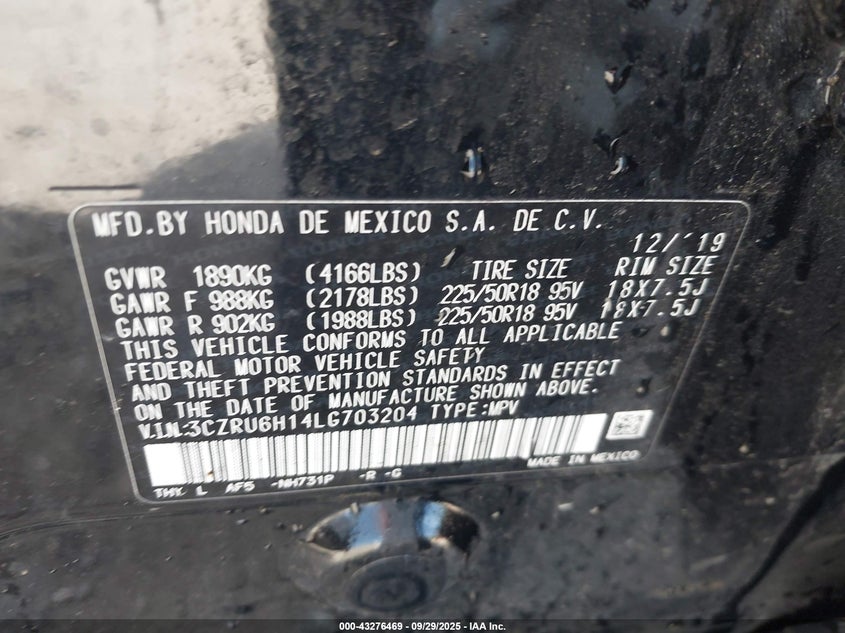 MFD.BY HONDA DE MEXICO S.A. DE C.V.
12/'19
GVWR 1890KG (4166LBS) TIRE SIZE RIM SIZE
GAWR F 988KG (2178LBS) 225/50R18 95V 18X7.5J
GAWR R 902KG (1988LBS) 225/50R18 95V 18X7.5J
THIS VEHICLE CONFORMS TO ALL APPLICABLE
FEDERAL MOTOR VEHICLE SAFETY
AND THEFT PREVENTION STANDARDS IN EFFECT
ON THE DATE OF MANUFACTURE SHOWN ABOVE.
V.I.N.:3CZRU6H14LG703204 TYPE:MPV
MADE IN MEXICO
THY L AF5 -NH731P -R -G
000-43276469 - 09/29/2025 - IAA Inc.